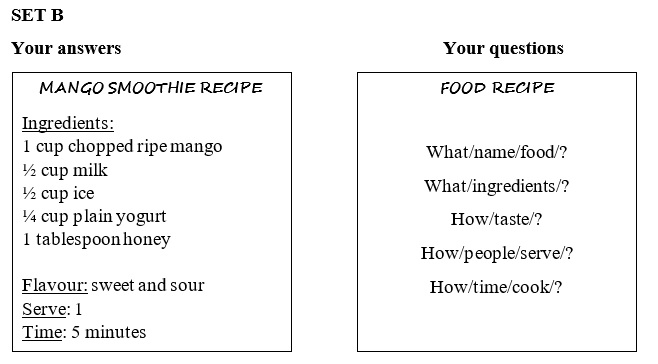 SET B
Your answers
MANGO SMOOTHIE RECIPE
Ingredients:
1 cup chopped ripe mango
½ cup milk
½ cup ice
¼ cup plain yogurt
1 tablespoon honey
Flavour: sweet and sour
Serve: 1
Time: 5 minutes
Your questions
FOOD RECIPE
What/name/food/?
What/ingredients/?
How/taste/?
How/people/serve/?
How/time/cook/?